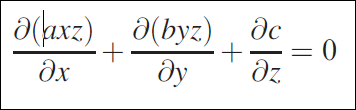 ∂(axz)/∂x + ∂(byz)/∂y + ∂c/∂z = 0